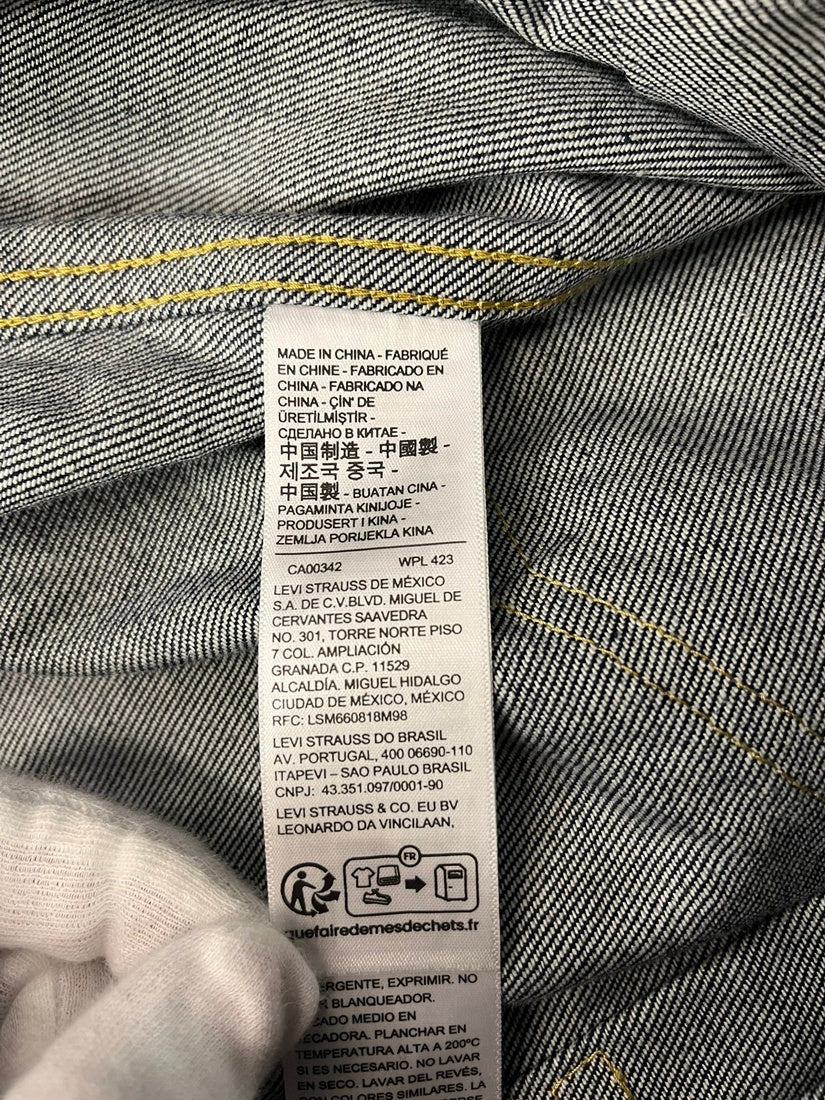 MADE IN CHINA - FABRIQUÉ
EN CHINE - FABRICADO EN
CHINA - FABRICADO NA
CHINA - ÇİN' DE
ÜRETİLMİŞTİR -
СДЕЛАНО В КИТАЕ -
中国制造 - 中國製 -
제조국 중국 -
中国製 - BUATAN CINA -
PAGAMINTA KINIJOJE -
PRODUSERT I KINA -
ZEMLJA PORIJEKLA KINA
CA00342 WPL 423
LEVI STRAUSS DE MÉXICO
S.A. DE C.V.BLVD. MIGUEL DE
CERVANTES SAAVEDRA
NO. 301, TORRE NORTE PISO
7 COL. AMPLIACIÓN
GRANADA C.P. 11529
ALCALDÍA. MIGUEL HIDALGO
CIUDAD DE MÉXICO, MÉXICO
RFC: LSM660818M98
LEVI STRAUSS DO BRASIL
AV. PORTUGAL, 400 06690-110
ITAPEVI – SAO PAULO BRASIL
CNPJ: 43.351.097/0001-90
LEVI STRAUSS & CO. EU BV
LEONARDO DA VINCILAAN,
FR
quefairedemesdechets.fr
EXPRIMIR. NO
BLANQUEADOR.
MEDIO EN
PLANCHAR EN
TEMPERATURA ALTA A 200ºC
SI ES NECESARIO. NO LAVAR
EN SECO. LAVAR DEL REVÉS,
CON COLORES SIMILARES. LA